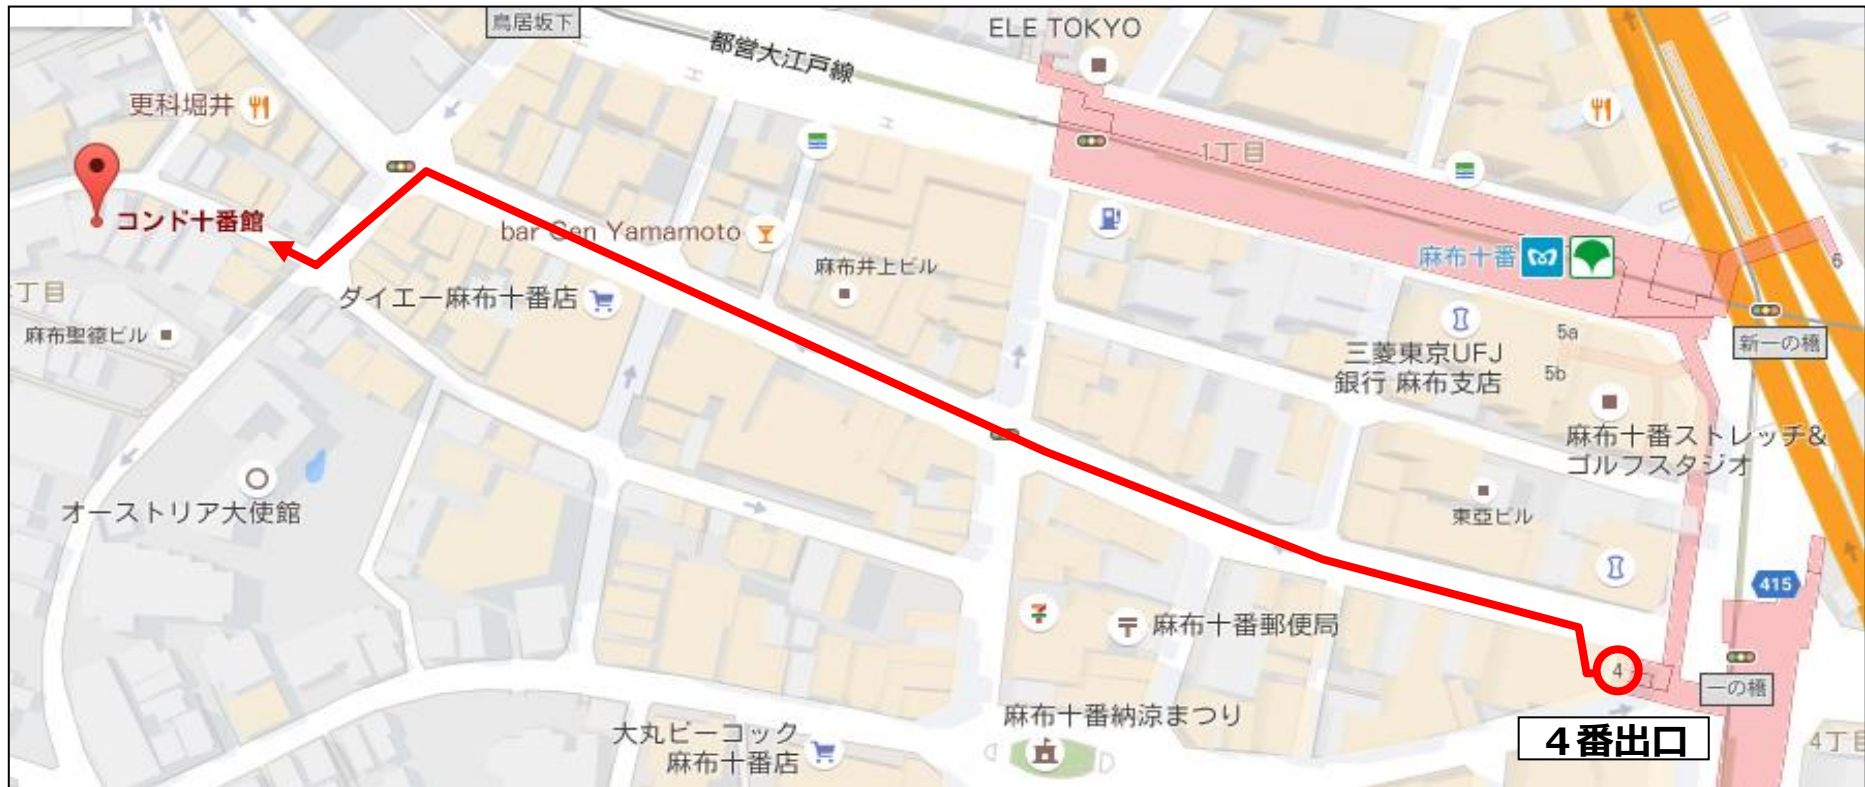 鳥居坂下
都営大江戸線
ELE TOKYO
更科堀井
1丁目
コンド十番館
bar Gen Yamamoto
麻布井上ビル
麻布十番
6
丁目
ダイエー麻布十番店
麻布聖徳ビル
三菱東京UFJ
銀行 麻布支店
5a
5b
新一の橋
麻布十番ストレッチ&
ゴルフスタジオ
オーストリア大使館
東亞ビル
415
7
〒 麻布十番郵便局
4
一の橋
麻布十番納涼まつり
大丸ピーコック
麻布十番店
４番出口
4丁目